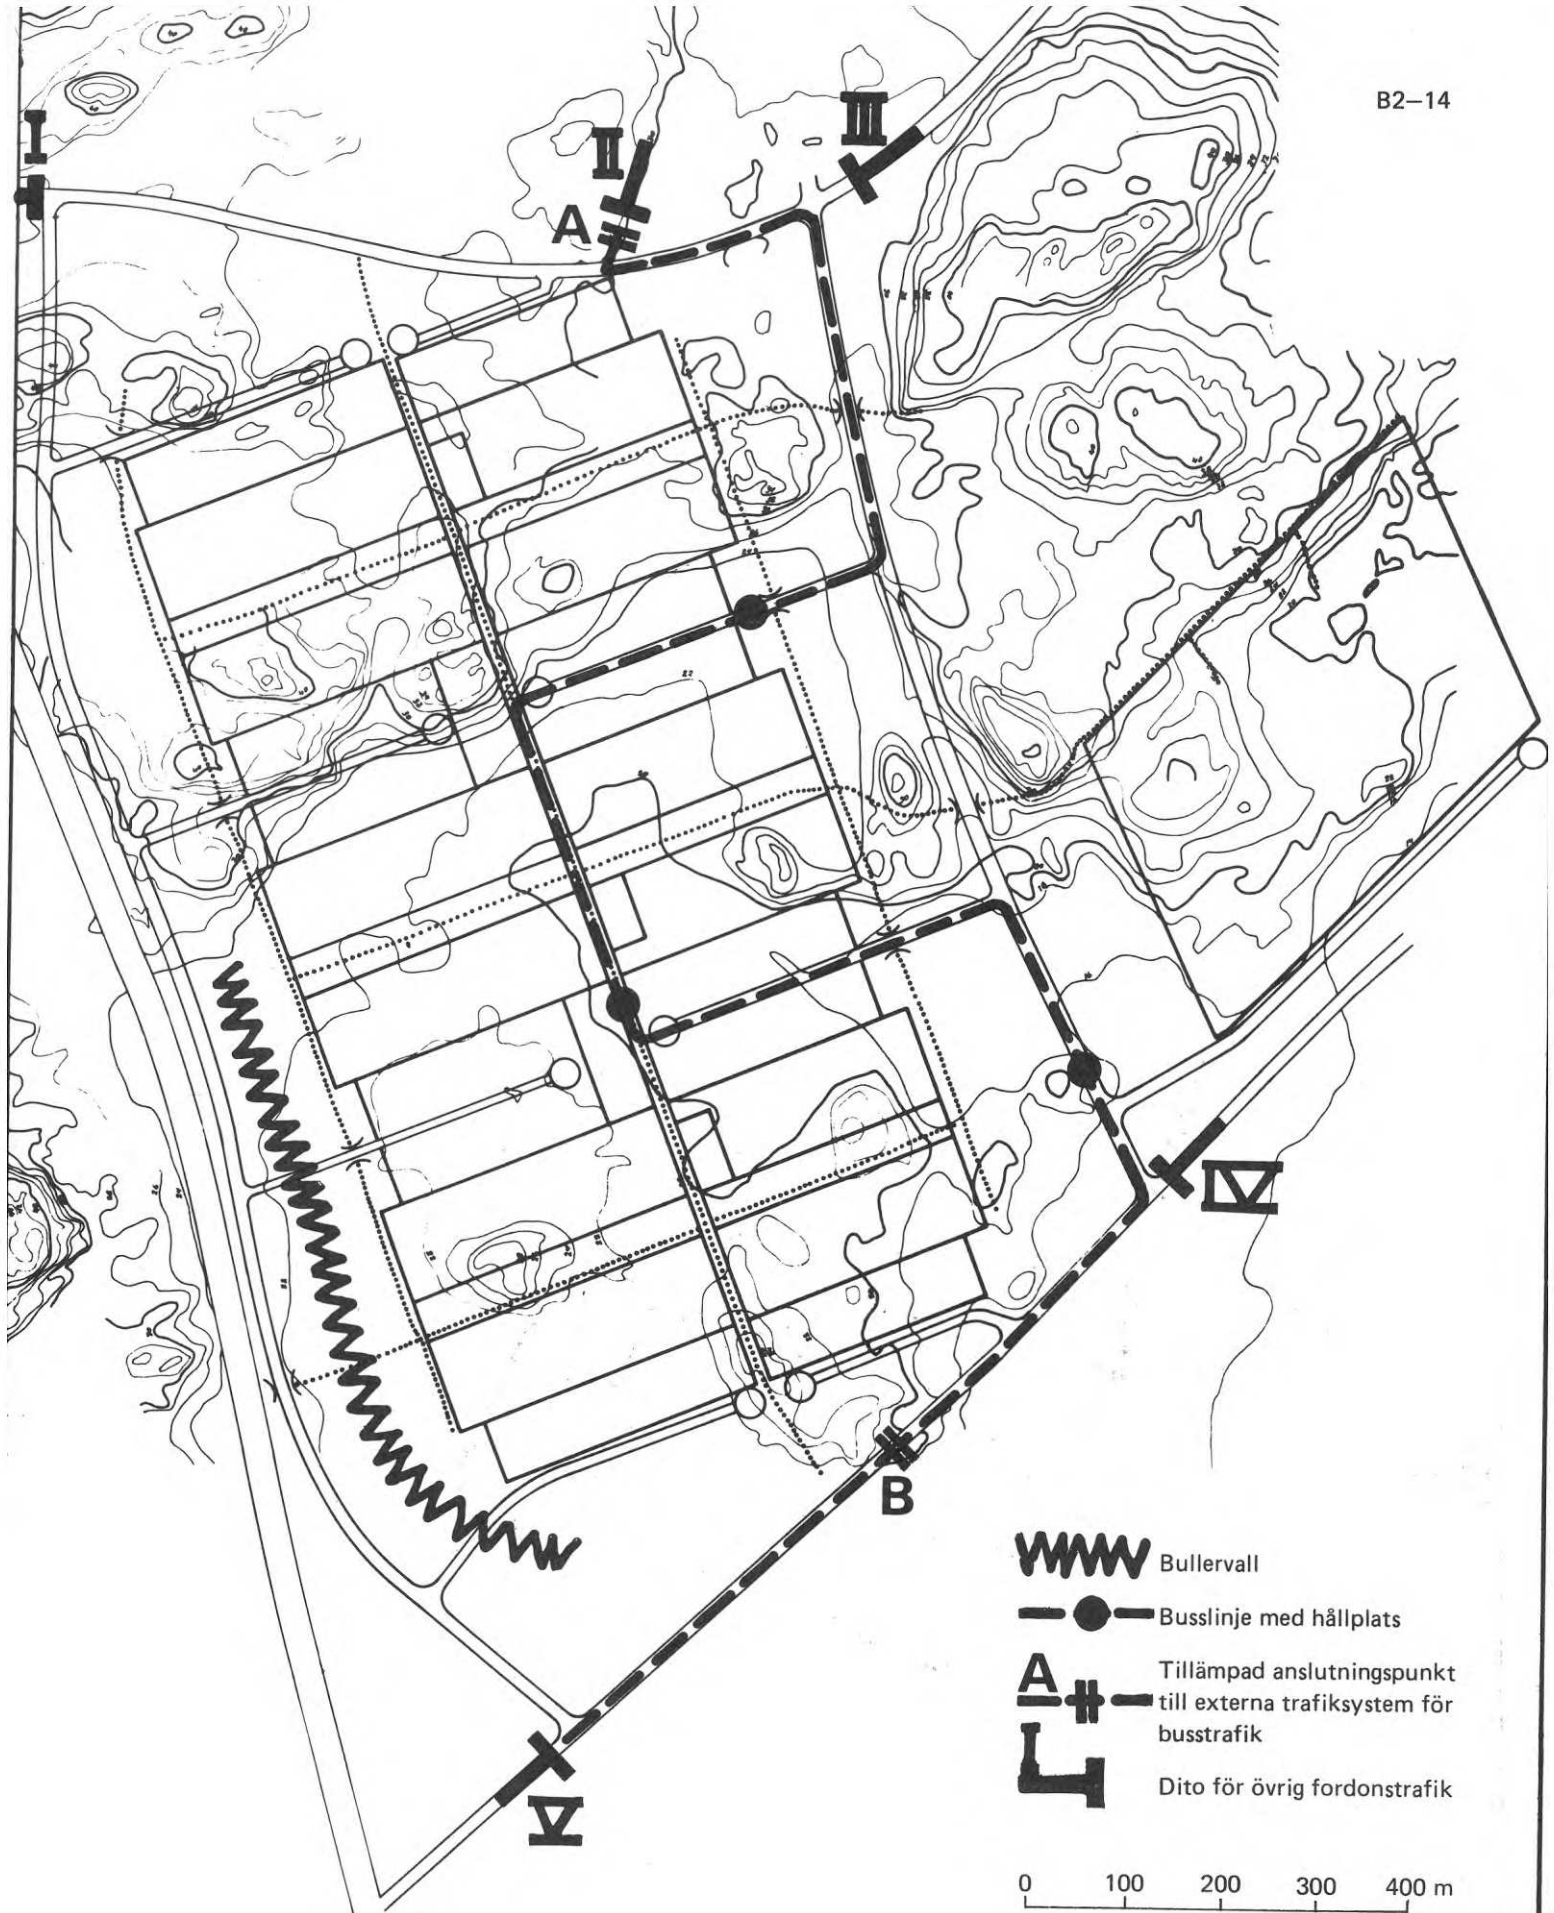 B2—14
I
II
III
A
IV
B
V
Bullervall
Busslinje med hållplats
A
Tillämpad anslutningspunkt
till externa trafiksystem för
busstrafik
I
Dito för övrig fordonstrafik
0 100 200 300 400 m